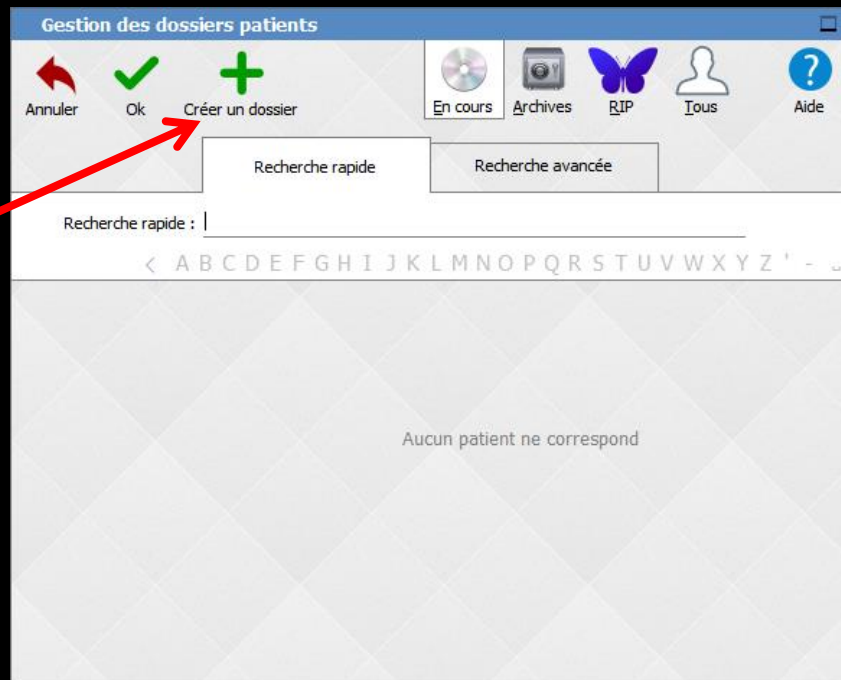 Gestion des dossiers patients
Annuler Ok Créer un dossier En cours Archives RIP Tous Aide
Recherche rapide Recherche avancée
Recherche rapide :
< A B C D E F G H I J K L M N O P Q R S T U V W X Y Z ' -
Aucun patient ne correspond